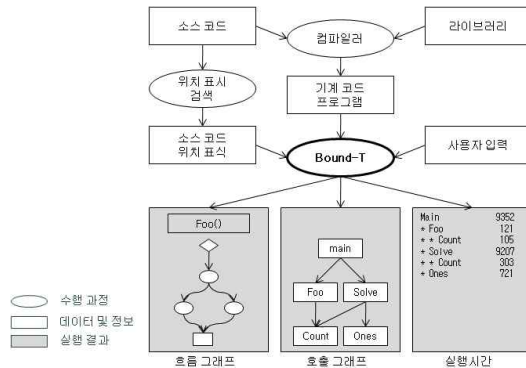 소스 코드
컴파일러
라이브러리
위치 표시
검색
기계 코드
프로그램
소스 코드
위치 표식
Bound-T
사용자 입력
Foo()
main
Foo
Solve
Count
Ones
Main 9352
* Foo 121
* * Count 105
* Solve 9207
* * Count 303
* Ones 721
수행 과정
데이터 및 정보
실행 결과
흐름 그래프
호출 그래프
실행시간